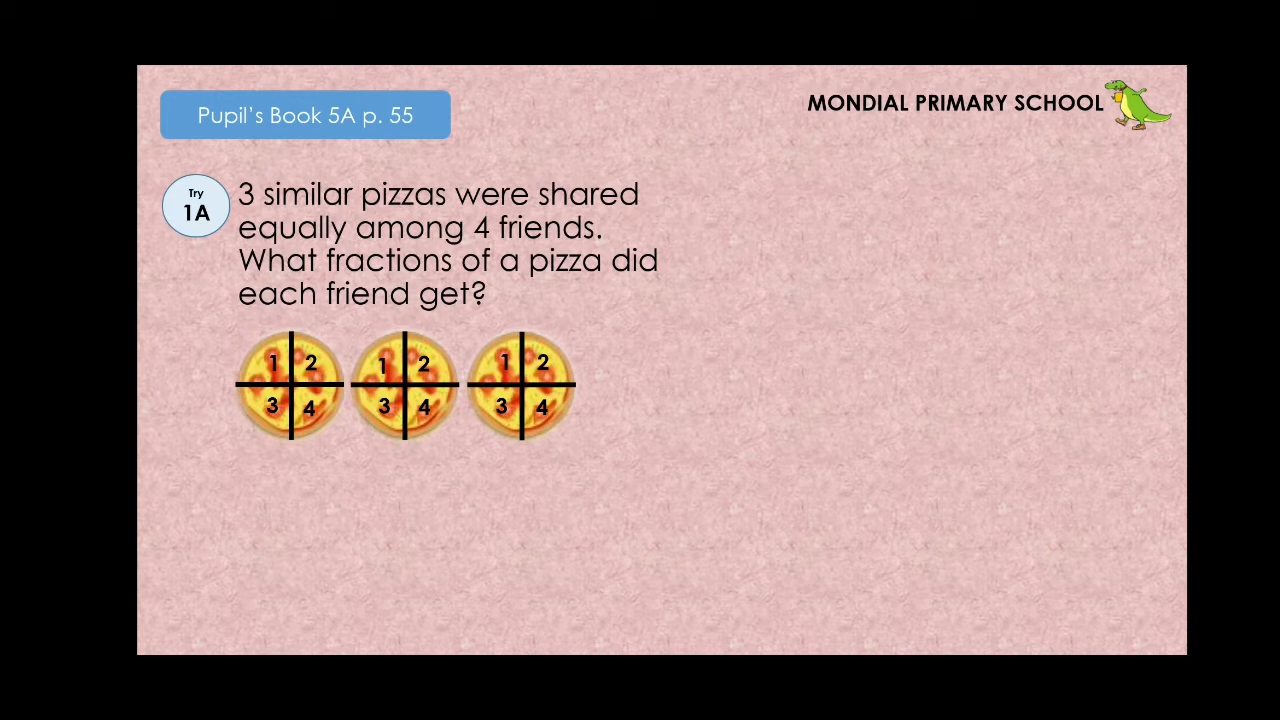 Pupil's Book 5A p. 55
MONDIAL PRIMARY SCHOOL
Try
1A
3 similar pizzas were shared
equally among 4 friends.
What fractions of a pizza did
each friend get?
1 2 1 2 1 2
3 4 3 4 3 4